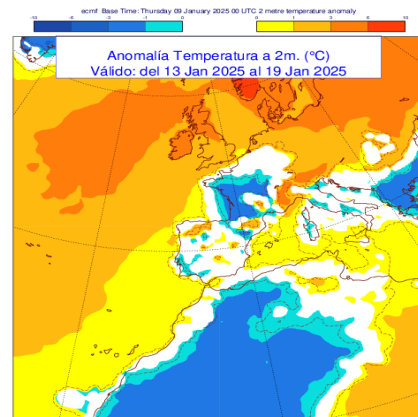 ecmf Base Time: Thursday 09 January 2025 00 UTC 2 metre temperature anomaly
Anomalía Temperatura a 2m. (°C)
Válido: del 13 Jan 2025 al 19 Jan 2025